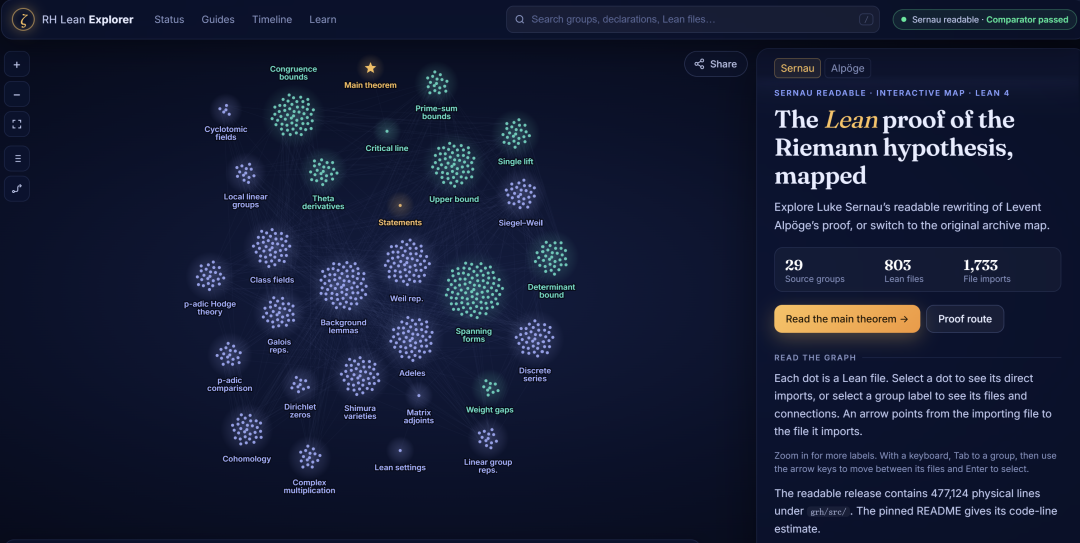 ζ RH Lean Explorer
Status
Guides
Timeline
Learn
Search groups, declarations, Lean files…
/
Sernau readable · Comparator passed
Share
Main theorem
Congruence
bounds
Prime-sum
bounds
Cyclotomic
fields
Critical line
Single lift
Local linear
groups
Theta
derivatives
Upper bound
Statements
Siegel–Weil
Class fields
Weil rep.
Determinant
bound
p-adic Hodge
theory
Background
lemmas
Spanning
forms
Galois
reps.
Adeles
Discrete
series
p-adic
comparison
Dirichlet
zeros
Shimura
varieties
Matrix
adjoints
Weight gaps
Cohomology
Complex
multiplication
Lean settings
Linear group
reps.
Sernau
Alpöge
SERNAU READABLE · INTERACTIVE MAP · LEAN 4
The Lean proof of the
Riemann hypothesis,
mapped
Explore Luke Sernau’s readable rewriting of Levent
Alpöge’s proof, or switch to the original archive map.
29
Source groups
803
Lean files
1,733
File imports
Read the main theorem →
Proof route
READ THE GRAPH
Each dot is a Lean file. Select a dot to see its direct
imports, or select a group label to see its files and
connections. An arrow points from the importing file to
the file it imports.
Zoom in for more labels. With a keyboard, Tab to a group, then use
the arrow keys to move between its files and Enter to select.
The readable release contains 477,124 physical lines
under grh/src/. The pinned README gives its code-line
estimate.